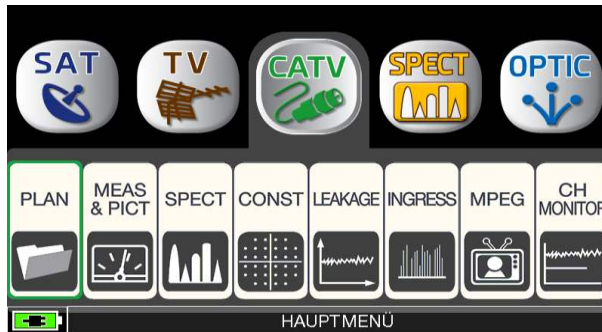 SAT
TV
CATV
SPECT
OPTIC
PLAN
MEAS
& PICT
SPECT
CONST
LEAKAGE
INGRESS
MPEG
CH
MONITOR
HAUPTMENÜ